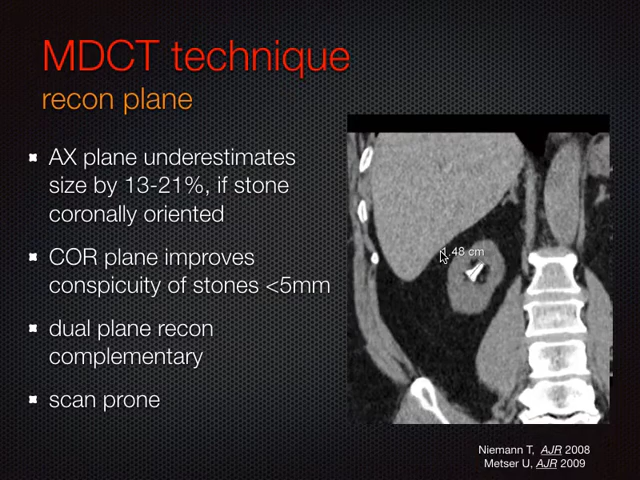 MDCT technique
recon plane
AX plane underestimates
size by 13-21%, if stone
coronally oriented
COR plane improves
conspicuity of stones <5mm
dual plane recon
complementary
scan prone
1.48 cm
Niemann T, AJR 2008
Metser U, AJR 2009